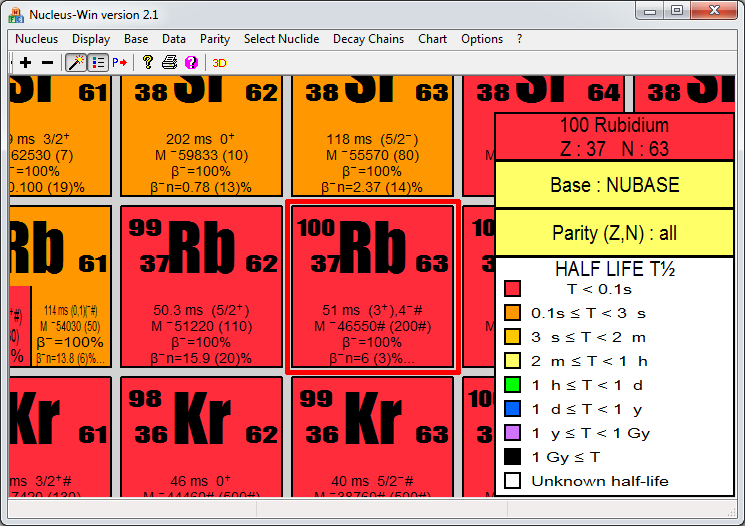 Nucleus-Win version 2.1
Nucleus Display Base Data Parity Select Nuclide Decay Chains Chart Options ?
P 3D
38 Sr 61 38 Sr 62 38 Sr 63 38 Sr 64 38 Sr
ms 3/2⁺ 202 ms 0⁺ 118 ms (5/2⁻)
62530 (7) M ⁻59833 (10) M ⁻55570 (80)
β⁻=100% β⁻=100% β⁻=100%
0.100 (19)% β⁻n=0.78 (13)% β⁻n=2.37 (14)%
100 Rubidium
Z : 37 N : 63
Base : NUBASE
Parity (Z,N) : all
Rb 61 99 37 Rb 62 100 37 Rb 63
114 ms (0,1)(⁻#) 50.3 ms (5/2⁺) 51 ms (3⁺),4⁻#
M ⁻54030 (50) M ⁻51220 (110) M ⁻46550# (200#)
β⁻=100% β⁻=100% β⁻=100%
β⁻n=13.8 (6)%... β⁻n=15.9 (20)% β⁻n=6 (3)%...
HALF LIFE T½
T < 0.1s
0.1s ≤ T < 3 s
3 s ≤ T < 2 m
2 m ≤ T < 1 h
1 h ≤ T < 1 d
1 d ≤ T < 1 y
1 y ≤ T < 1 Gy
1 Gy ≤ T
Unknown half-life
Kr 61 98 36 Kr 62 99 36 Kr 63
ms 3/2⁺# 46 ms 0⁺ 40 ms 5/2⁻#
M ⁻44460# (500#) M ⁻38760# (500#)